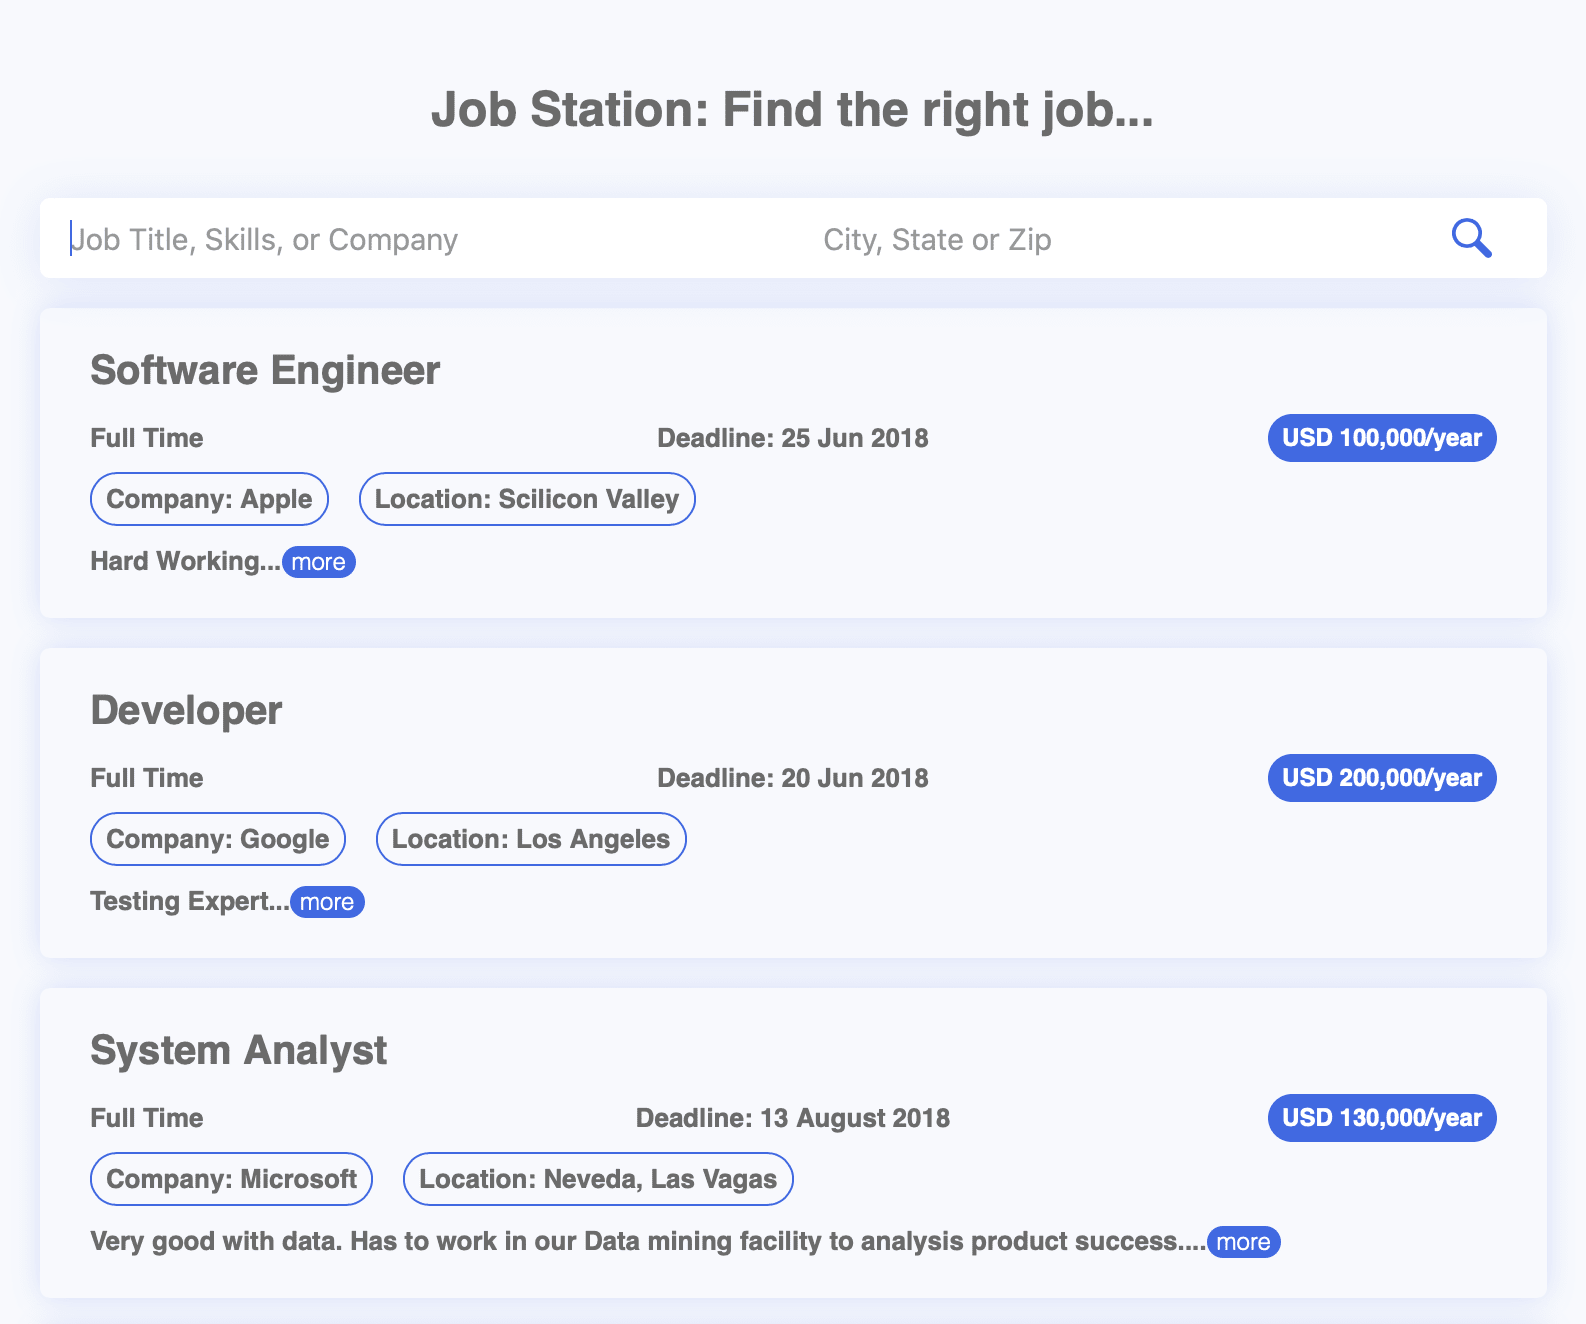 Job Station: Find the right job...
Job Title, Skills, or Company City, State or Zip
Software Engineer
Full Time Deadline: 25 Jun 2018 USD 100,000/year
Company: Apple Location: Scilicon Valley
Hard Working...more
Developer
Full Time Deadline: 20 Jun 2018 USD 200,000/year
Company: Google Location: Los Angeles
Testing Expert...more
System Analyst
Full Time Deadline: 13 August 2018 USD 130,000/year
Company: Microsoft Location: Neveda, Las Vagas
Very good with data. Has to work in our Data mining facility to analysis product success....more